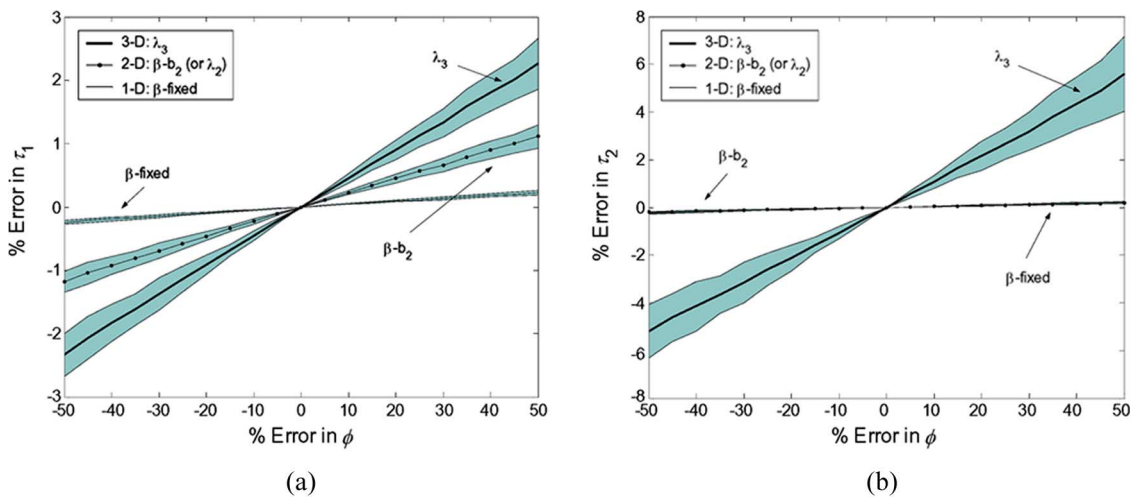 3
2
1
0
-1
-2
-3
% Error in τ1
3-D: λ3
2-D: β-b2 (or λ2)
1-D: β-fixed
λ3
β-fixed
β-b2
-50 -40 -30 -20 -10 0 10 20 30 40 50
% Error in ϕ
(a)
8
6
4
2
0
-2
-4
-6
-8
% Error in τ2
3-D: λ3
2-D: β-b2 (or λ2)
1-D: β-fixed
λ3
β-b2
β-fixed
-50 -40 -30 -20 -10 0 10 20 30 40 50
% Error in ϕ
(b)